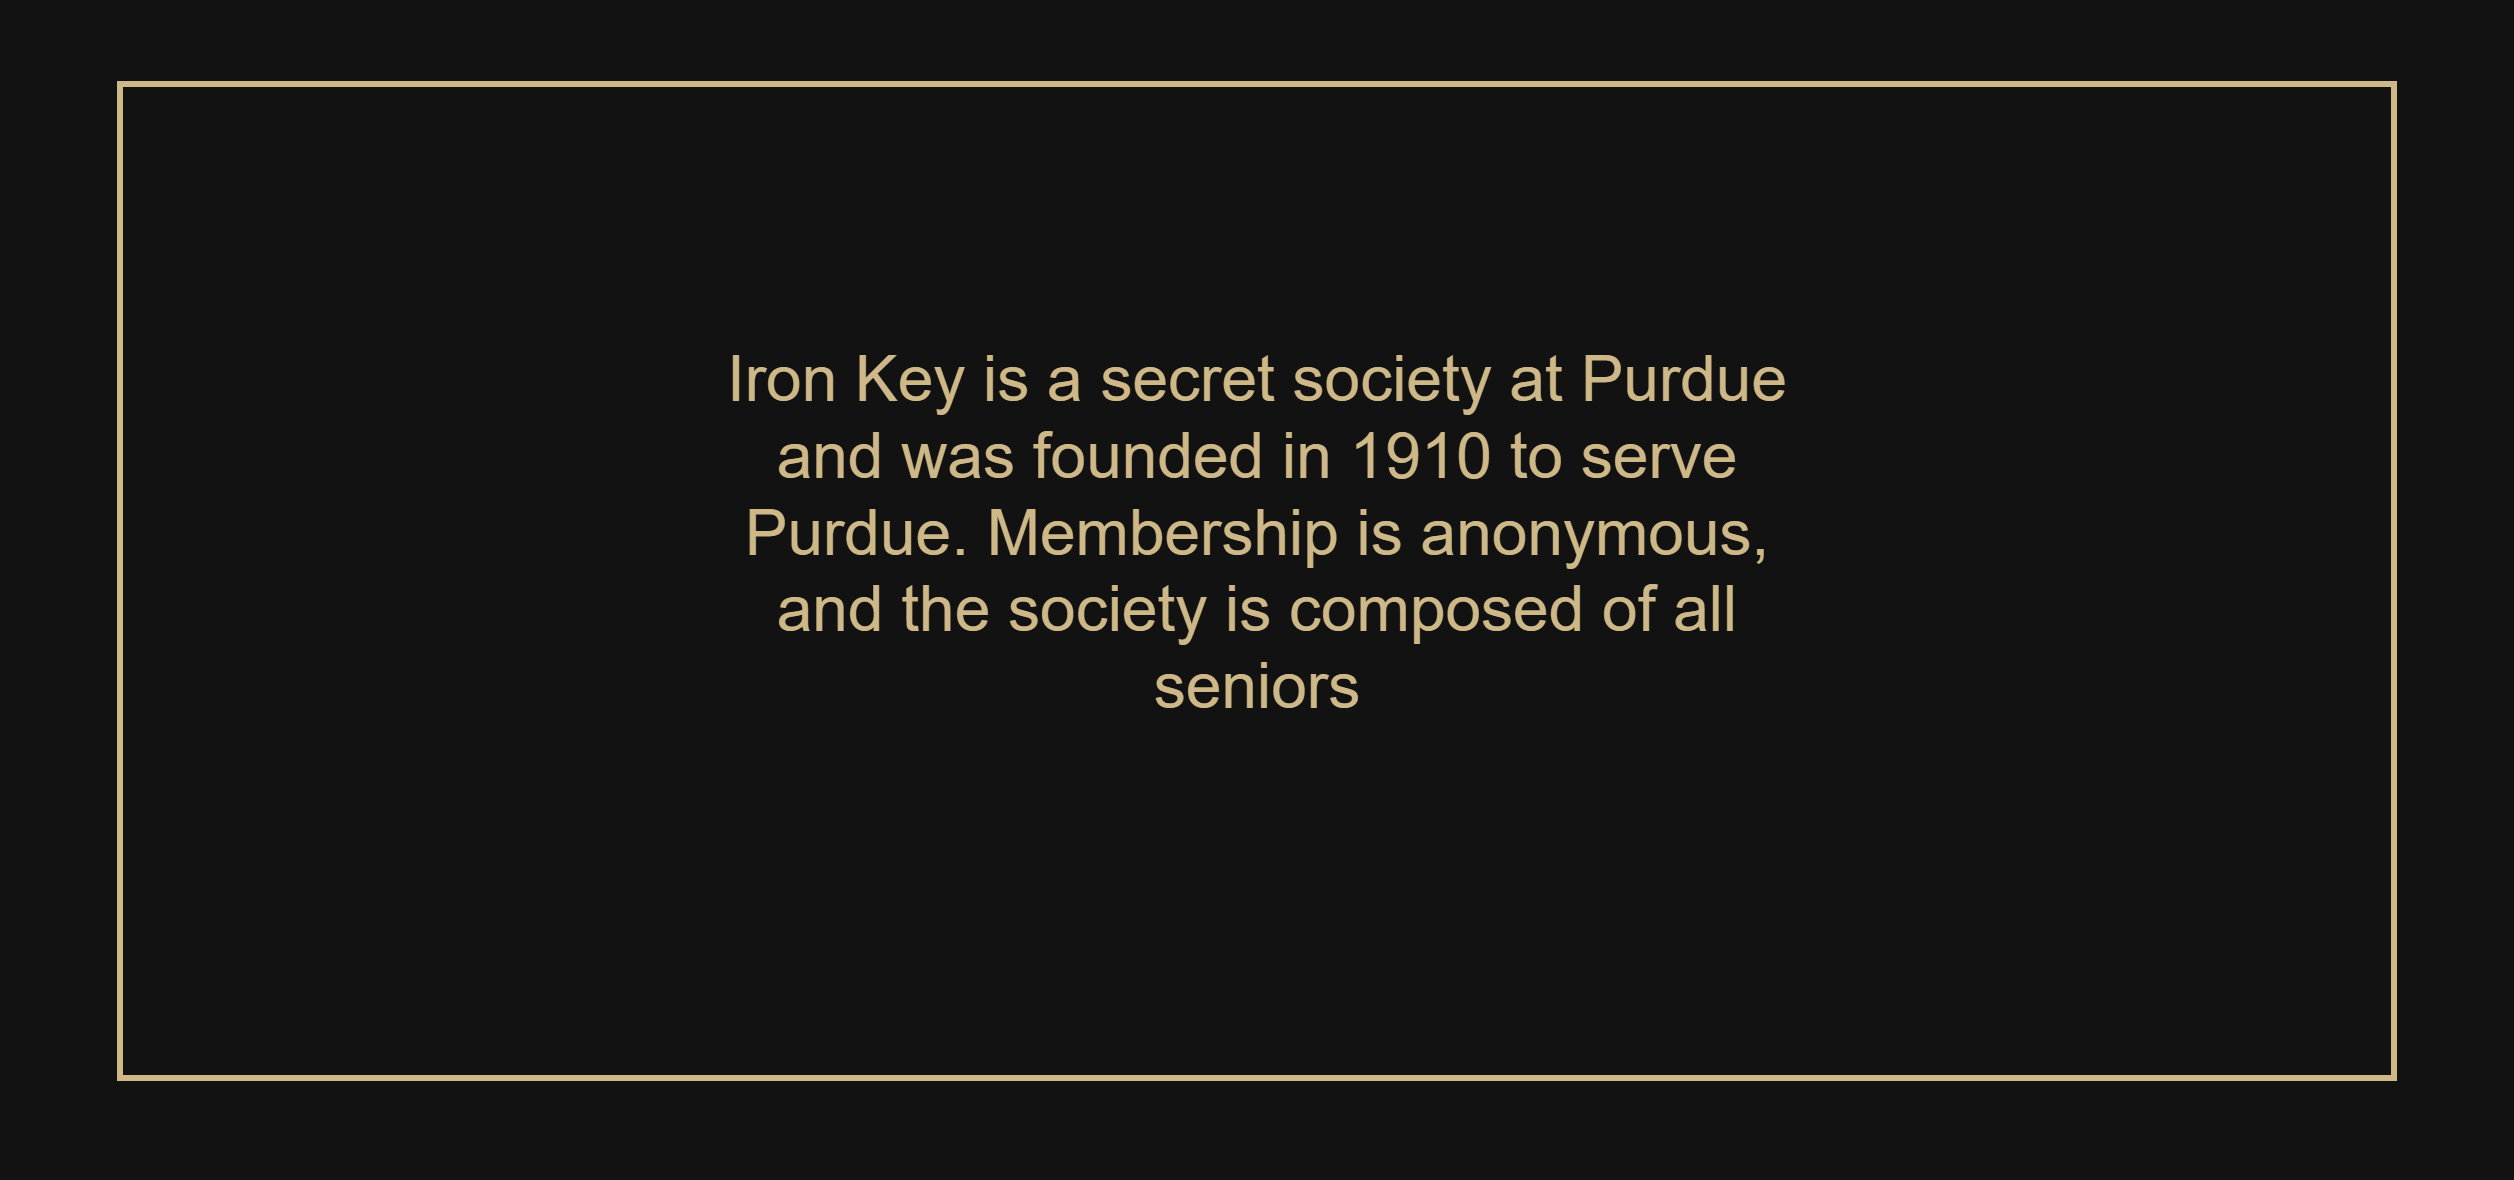 Iron Key is a secret society at Purdue
and was founded in 1910 to serve
Purdue. Membership is anonymous,
and the society is composed of all
seniors